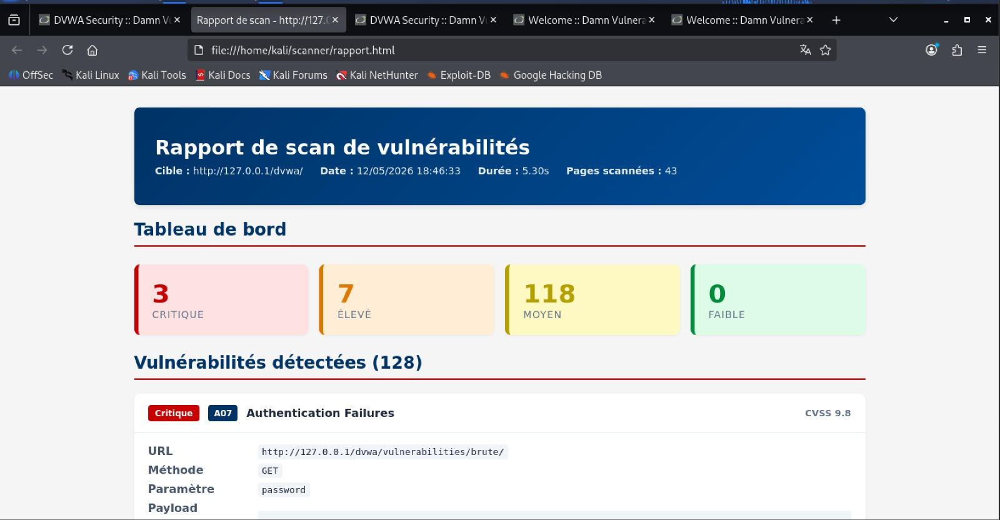 DVWA Security :: Damn Vu
Rapport de scan - http://127.0
DVWA Security :: Damn Vu
Welcome :: Damn Vulnera
Welcome :: Damn Vulnera
file:///home/kali/scanner/rapport.html
OffSec Kali Linux Kali Tools Kali Docs Kali Forums Kali NetHunter Exploit-DB Google Hacking DB
Rapport de scan de vulnérabilités
Cible : http://127.0.0.1/dvwa/ Date : 12/05/2026 18:46:33 Durée : 5.30s Pages scannées : 43
Tableau de bord
3
CRITIQUE
7
ÉLEVÉ
118
MOYEN
0
FAIBLE
Vulnérabilités détectées (128)
Critique A07 Authentication Failures CVSS 9.8
URL http://127.0.0.1/dvwa/vulnerabilities/brute/
Méthode GET
Paramètre password
Payload